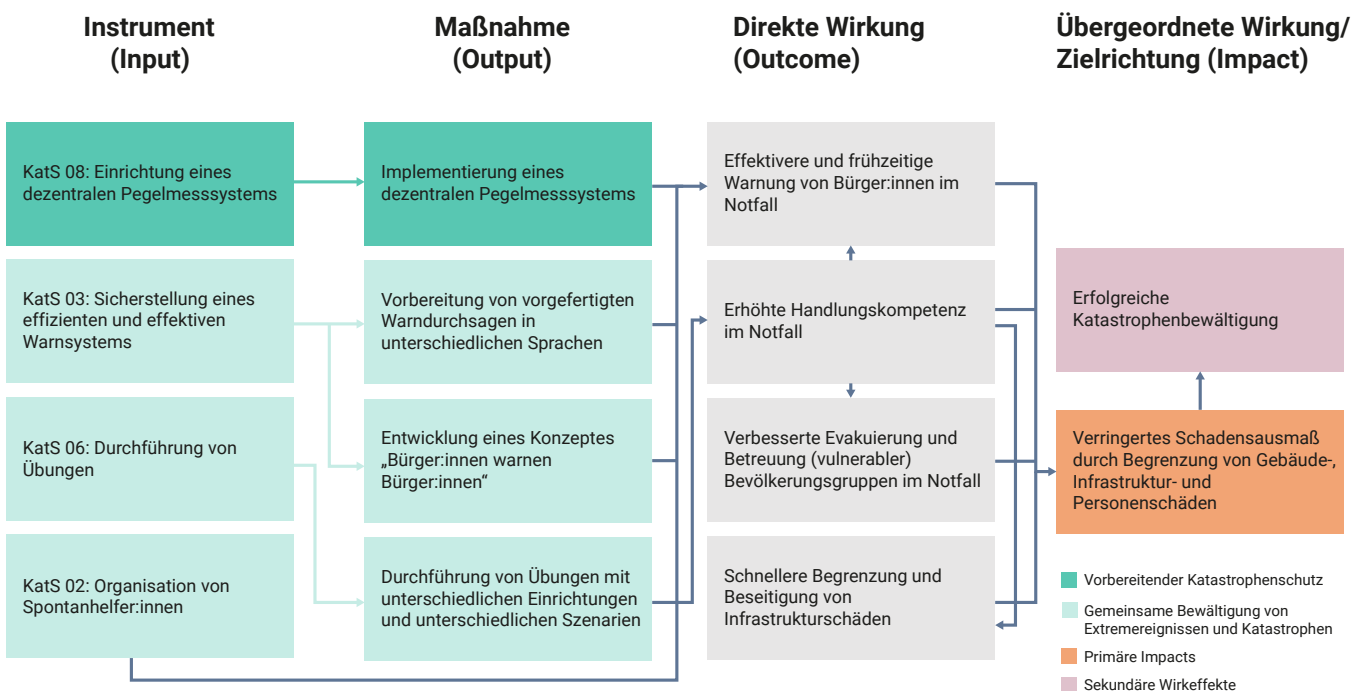 Instrument
(Input)
Maßnahme
(Output)
Direkte Wirkung
(Outcome)
Übergeordnete Wirkung/
Zielrichtung (Impact)
KatS 08: Einrichtung eines
dezentralen Pegelmesssystems
Implementierung eines
dezentralen Pegelmesssystems
Effektivere und frühzeitige
Warnung von Bürger:innen im
Notfall
KatS 03: Sicherstellung eines
effizienten und effektiven
Warnsystems
Vorbereitung von vorgefertigten
Warndurchsagen in
unterschiedlichen Sprachen
Erhöhte Handlungskompetenz
im Notfall
Erfolgreiche
Katastrophenbewältigung
KatS 06: Durchführung von
Übungen
Entwicklung eines Konzeptes
„Bürger:innen warnen
Bürger:innen“
Verbesserte Evakuierung und
Betreuung (vulnerabler)
Bevölkerungsgruppen im Notfall
Verringertes Schadensausmaß
durch Begrenzung von Gebäude-,
Infrastruktur- und
Personenschäden
KatS 02: Organisation von
Spontanhelfer:innen
Durchführung von Übungen mit
unterschiedlichen Einrichtungen
und unterschiedlichen Szenarien
Schnellere Begrenzung und
Beseitigung von
Infrastrukturschäden
Vorbereitender Katastrophenschutz
Gemeinsame Bewältigung von
Extremereignissen und Katastrophen
Primäre Impacts
Sekundäre Wirkeffekte